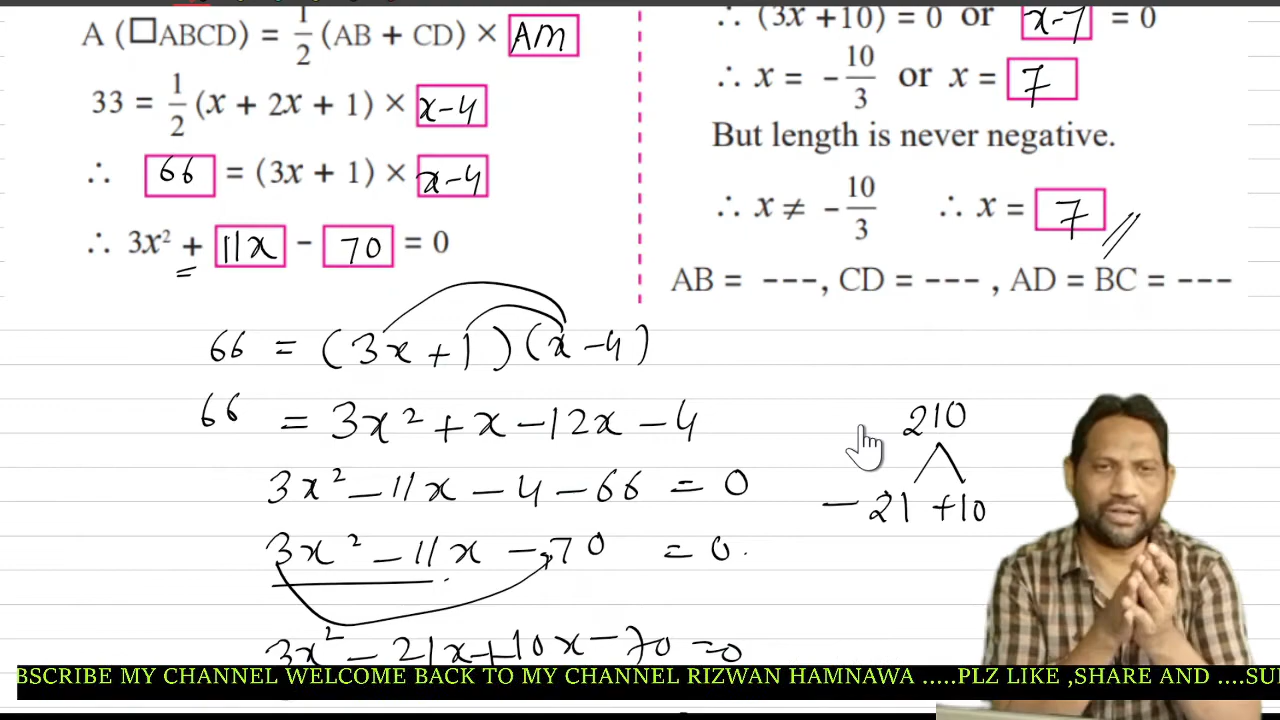 A (□ABCD) = 1/2 (AB + CD) × AM
33 = 1/2 (x + 2x + 1) × x-4
∴ 66 = (3x + 1) × x-4
∴ 3x² + 11x - 70 = 0
∴ (3x +10) = 0 or x-7 = 0
∴ x = -10/3 or x = 7
But length is never negative.
∴ x ≠ -10/3 ∴ x = 7
AB = ---, CD = --- , AD = BC = ---
66 = (3x + 1) (x - 4)
66 = 3x² + x - 12x - 4
3x² - 11x - 4 - 66 = 0
3x² - 11x - 70 = 0.
3x² - 21x + 10x - 70 = 0
210
- 21 + 10
BSCRIBE MY CHANNEL WELCOME BACK TO MY CHANNEL RIZWAN HAMNAWA .....PLZ LIKE ,SHARE AND ....SU